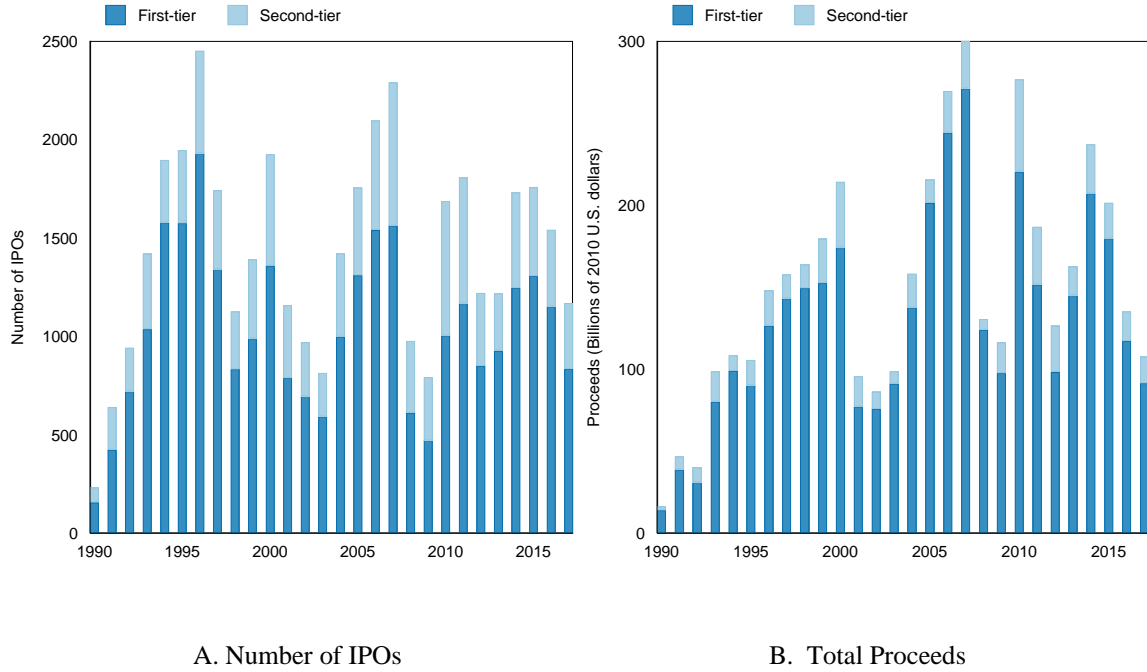 First-tier Second-tier
2500
2000
1500
1000
500
0
Number of IPOs
1990 1995 2000 2005 2010 2015
A. Number of IPOs
First-tier Second-tier
300
200
100
0
Proceeds (Billions of 2010 U.S. dollars)
1990 1995 2000 2005 2010 2015
B. Total Proceeds